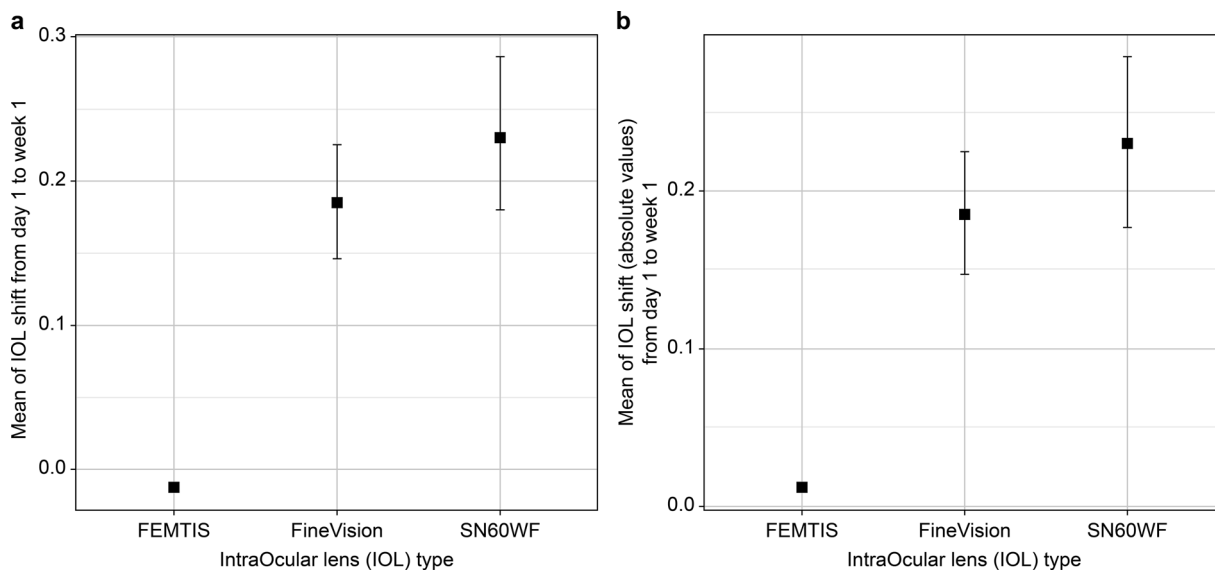 a
Mean of IOL shift from day 1 to week 1
0.3
0.2
0.1
0.0
FEMTIS
FineVision
SN60WF
IntraOcular lens (IOL) type
b
Mean of IOL shift (absolute values)
from day 1 to week 1
0.2
0.1
0.0
FEMTIS
FineVision
SN60WF
IntraOcular lens (IOL) type